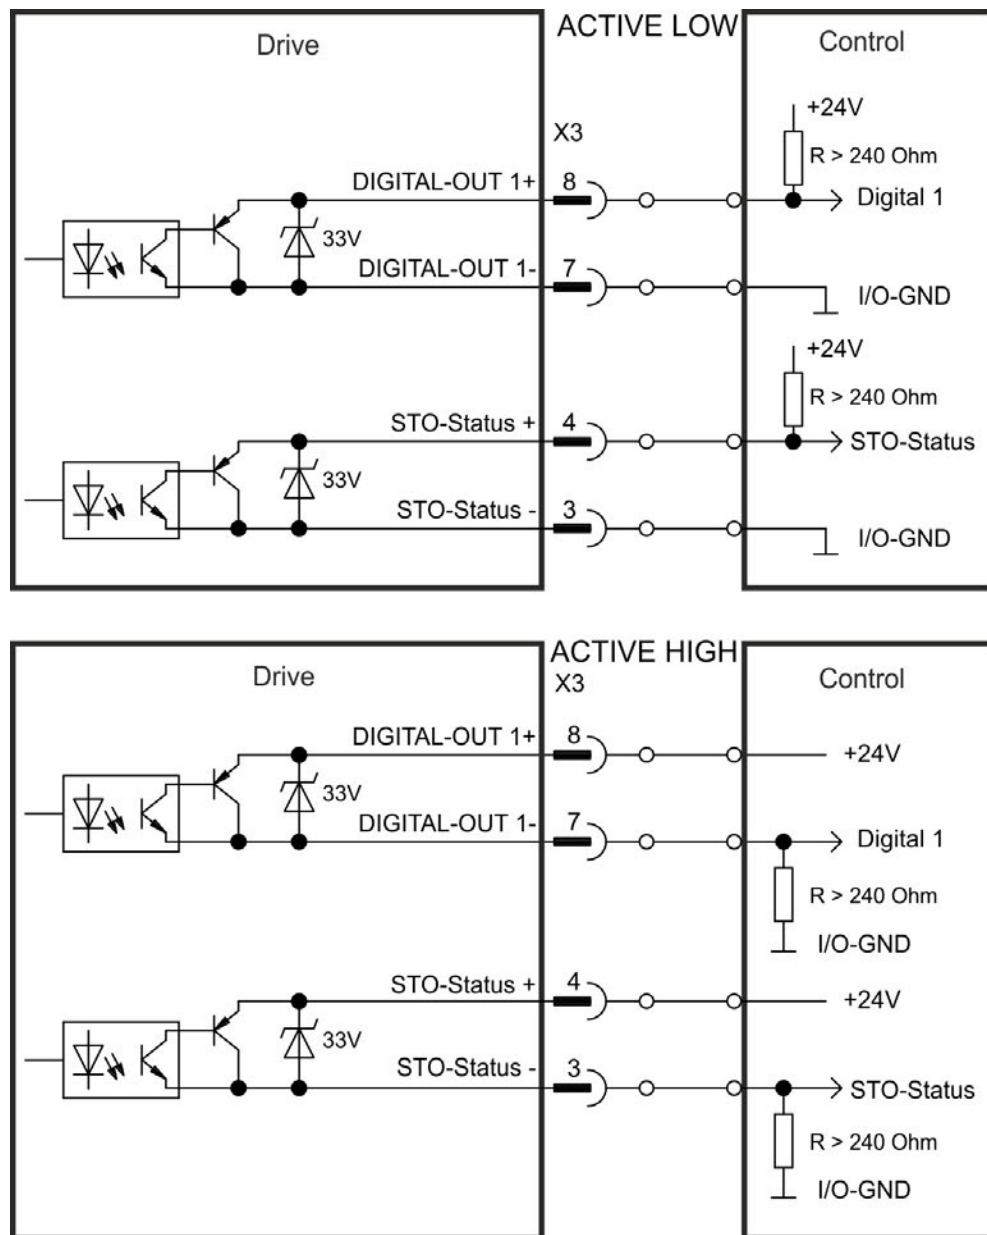 ACTIVE LOW
Drive
Control
+24V
X3
R > 240 Ohm
DIGITAL-OUT 1+
8
Digital 1
33V
DIGITAL-OUT 1-
7
I/O-GND
+24V
R > 240 Ohm
STO-Status +
4
STO-Status
33V
STO-Status -
3
I/O-GND
ACTIVE HIGH
Drive
X3
Control
DIGITAL-OUT 1+
8
+24V
33V
DIGITAL-OUT 1-
7
Digital 1
R > 240 Ohm
I/O-GND
STO-Status +
4
+24V
33V
STO-Status -
3
STO-Status
R > 240 Ohm
I/O-GND